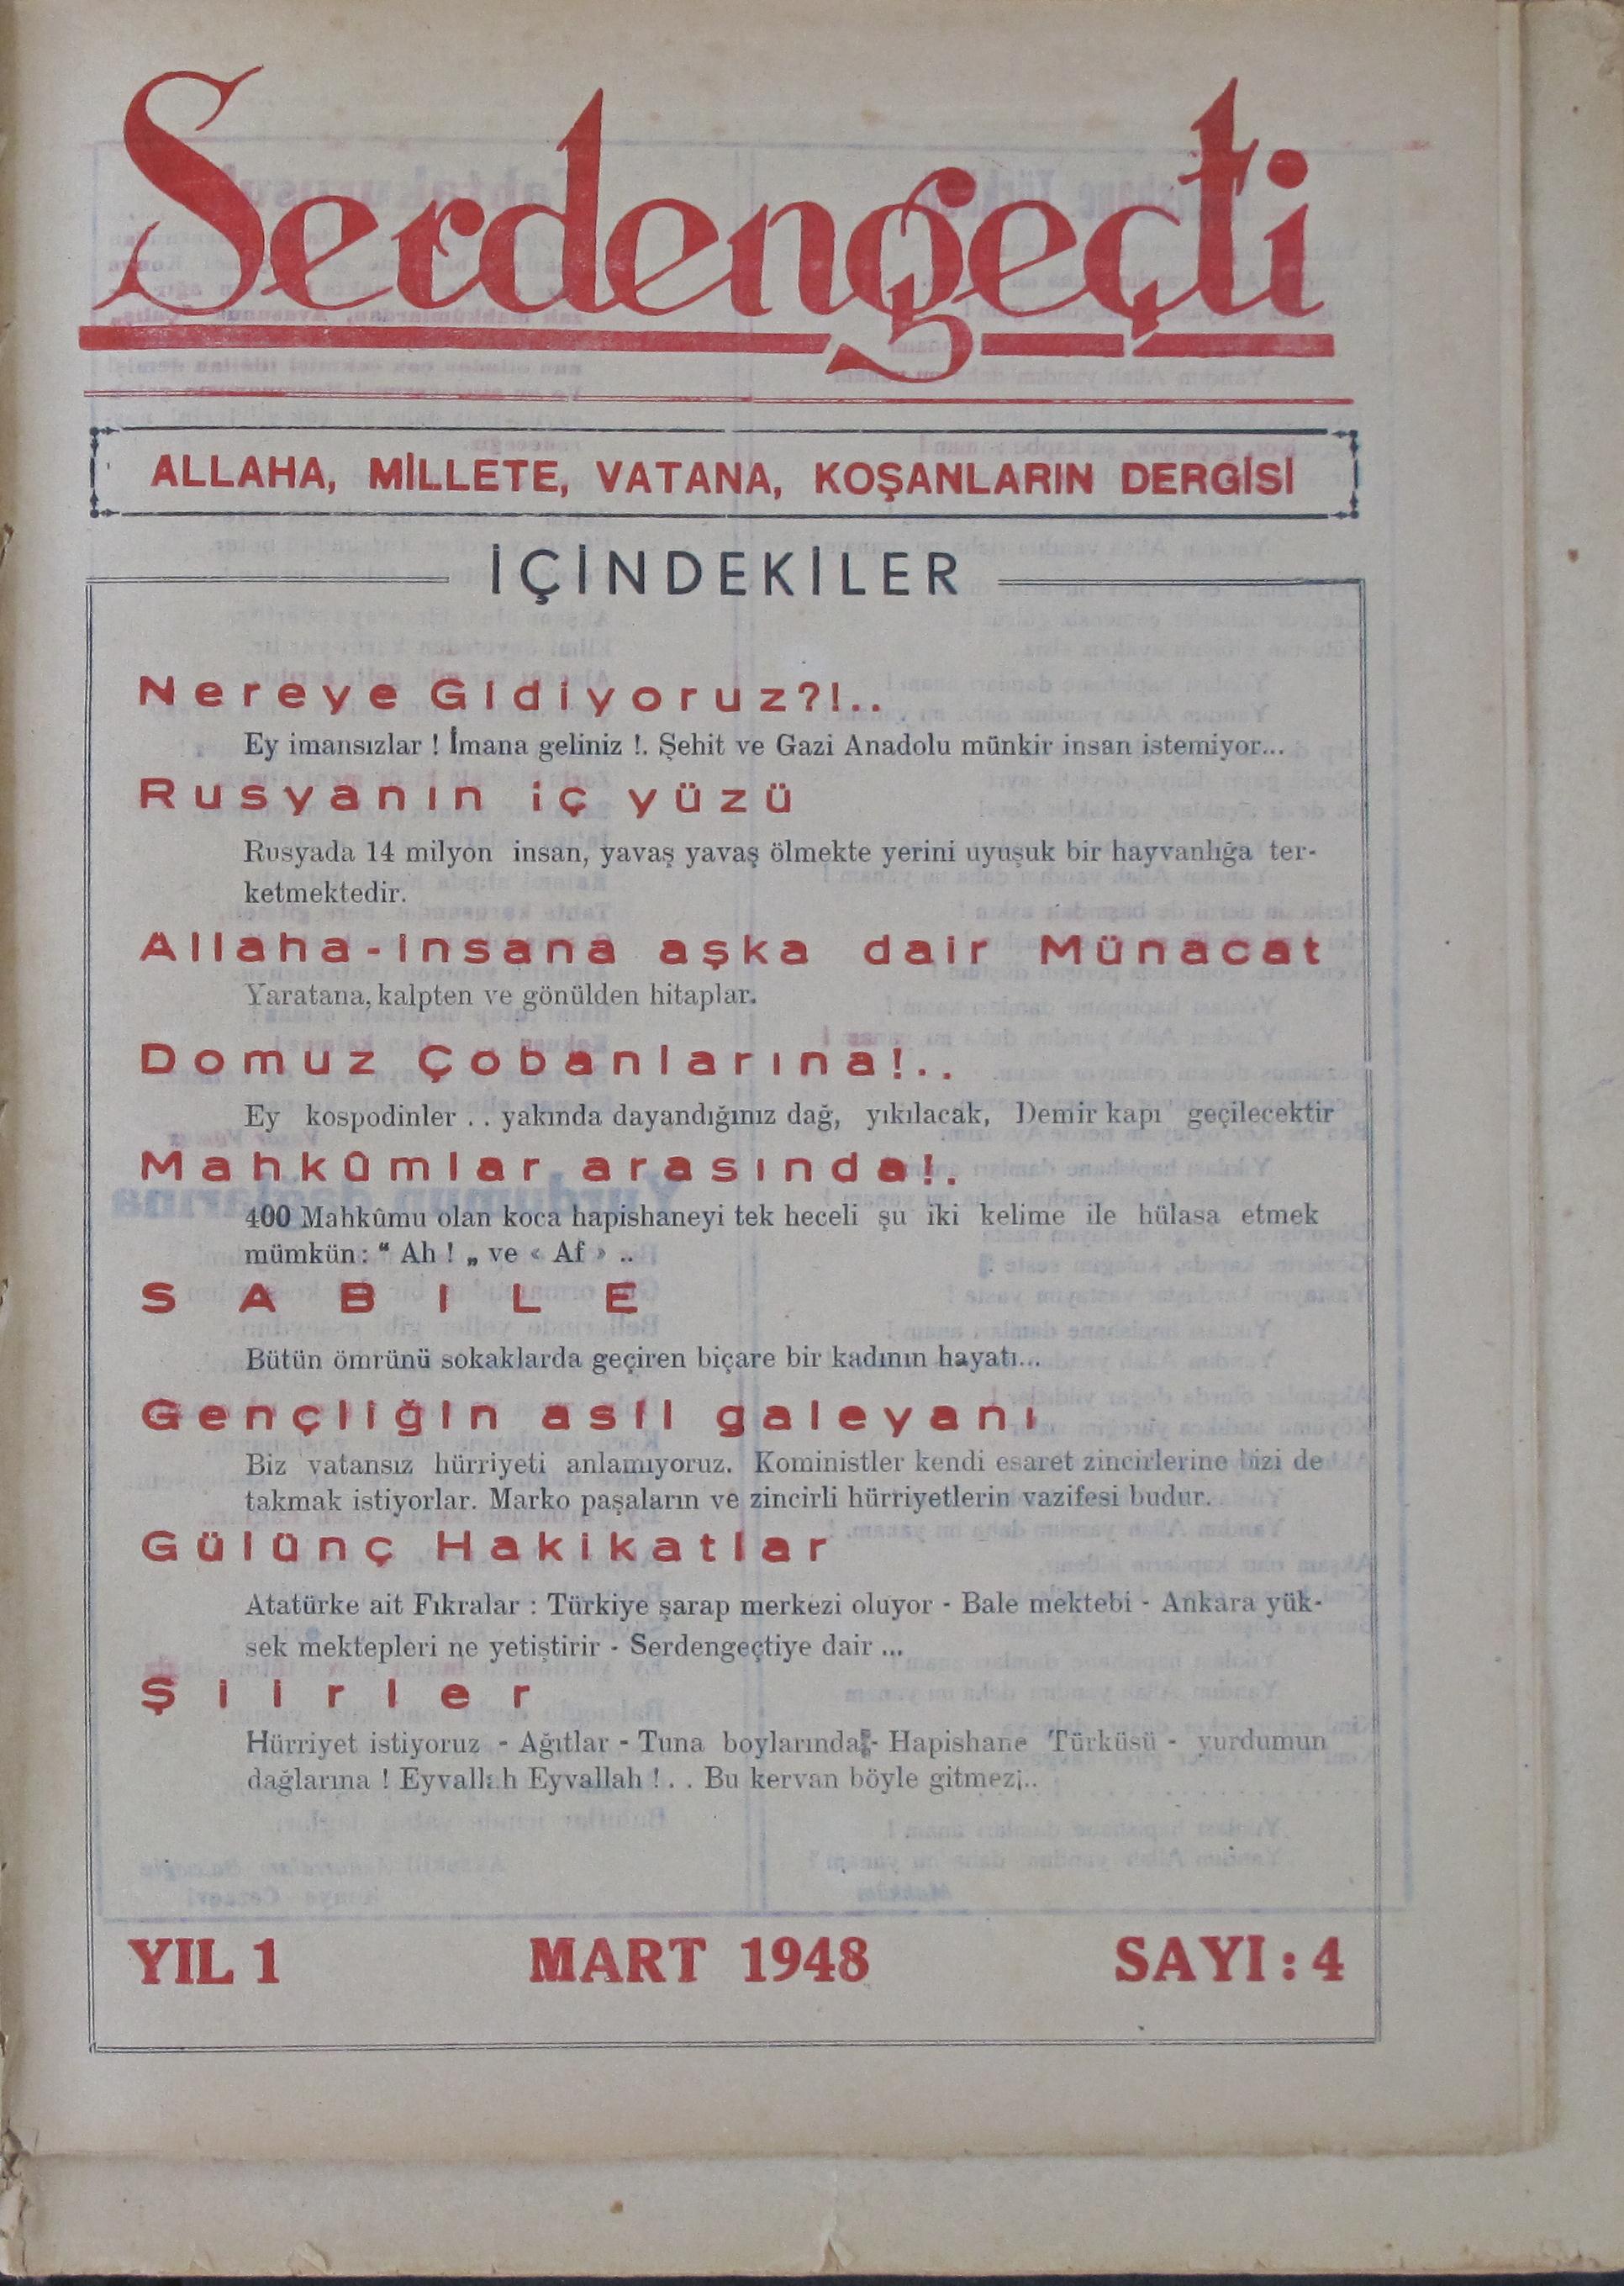 Serdengeçti
ALLAHA, MİLLETE, VATANA, KOŞANLARIN DERGİSİ
İÇİNDEKİLER
Nereye Gidiyoruz?!..
Ey imansızlar ! İmana geliniz !. Şehit ve Gazi Anadolu münkir insan istemiyor...
Rusyanın iç yüzü
Rusyada 14 milyon insan, yavaş yavaş ölmekte yerini uyuşuk bir hayvanlığa ter-
ketmektedir.
Allaha-insana aşka dair Münacat
Yaratana, kalpten ve gönülden hitaplar.
Domuz Çobanlarına!..
Ey kospodinler . . yakında dayandığınız dağ, yıkılacak, Demir kapı geçilecektir
Mahkûmlar arasında!.
400 Mahkûmu olan koca hapishaneyi tek heceli şu iki kelime ile hülasa etmek
mümkün: “ Ah ! „ ve « Af » ..
SABILE
Bütün ömrünü sokaklarda geçiren biçare bir kadının hayatı...
Gençliğin asil galeyanı
Biz vatansız hürriyeti anlamıyoruz. Koministler kendi esaret zincirlerine bizi de
takmak istiyorlar. Marko paşaların ve zincirli hürriyetlerin vazifesi budur.
Gülünç Hakikatlar
Atatürke ait Fıkralar : Türkiye şarap merkezi oluyor - Bale mektebi - Ankara yük-
sek mektepleri ne yetiştirir - Serdengeçtiye dair ...
Şiirler
Hürriyet istiyoruz - Ağıtlar - Tuna boylarında - Hapishane Türküsü - yurdumun
dağlarına ! Eyvallah Eyvallah ! . . Bu kervan böyle gitmez...
YIL 1 MART 1948 SAYI : 4